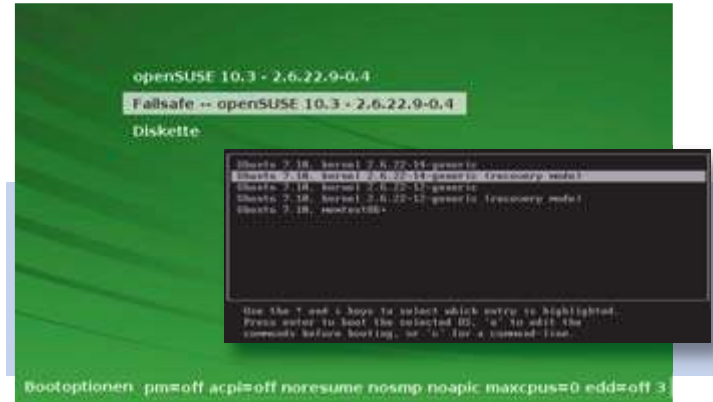 openSUSE 10.3 - 2.6.22.9-0.4
Failsafe -- openSUSE 10.3 - 2.6.22.9-0.4
Diskette
Ubuntu 7.10, kernel 2.6.22-14-generic
Ubuntu 7.10, kernel 2.6.22-14-generic (recovery mode)
Ubuntu 7.10, kernel 2.6.22-12-generic
Ubuntu 7.10, kernel 2.6.22-12-generic (recovery mode)
Ubuntu 7.10, memtest86+
Use the ↑ and ↓ keys to select which entry is highlighted.
Press enter to boot the selected OS, 'e' to edit the
commands before booting, or 'c' for a command-line.
Bootoptionen pm=off acpi=off noresume nosmp noapic maxcpus=0 edd=off 3